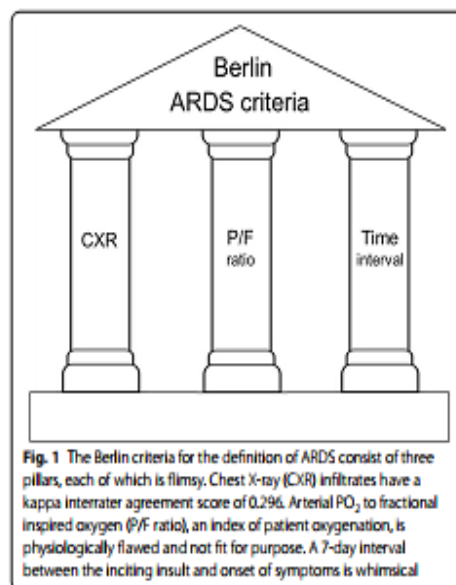 Berlin
ARDS criteria
CXR
P/F
ratio
Time
interval
Fig. 1 The Berlin criteria for the definition of ARDS consist of three
pillars, each of which is flimsy. Chest X-ray (CXR) infiltrates have a
kappa interrater agreement score of 0.296. Arterial PO₂ to fractional
inspired oxygen (P/F ratio), an index of patient oxygenation, is
physiologically flawed and not fit for purpose. A 7-day interval
between the inciting insult and onset of symptoms is whimsical